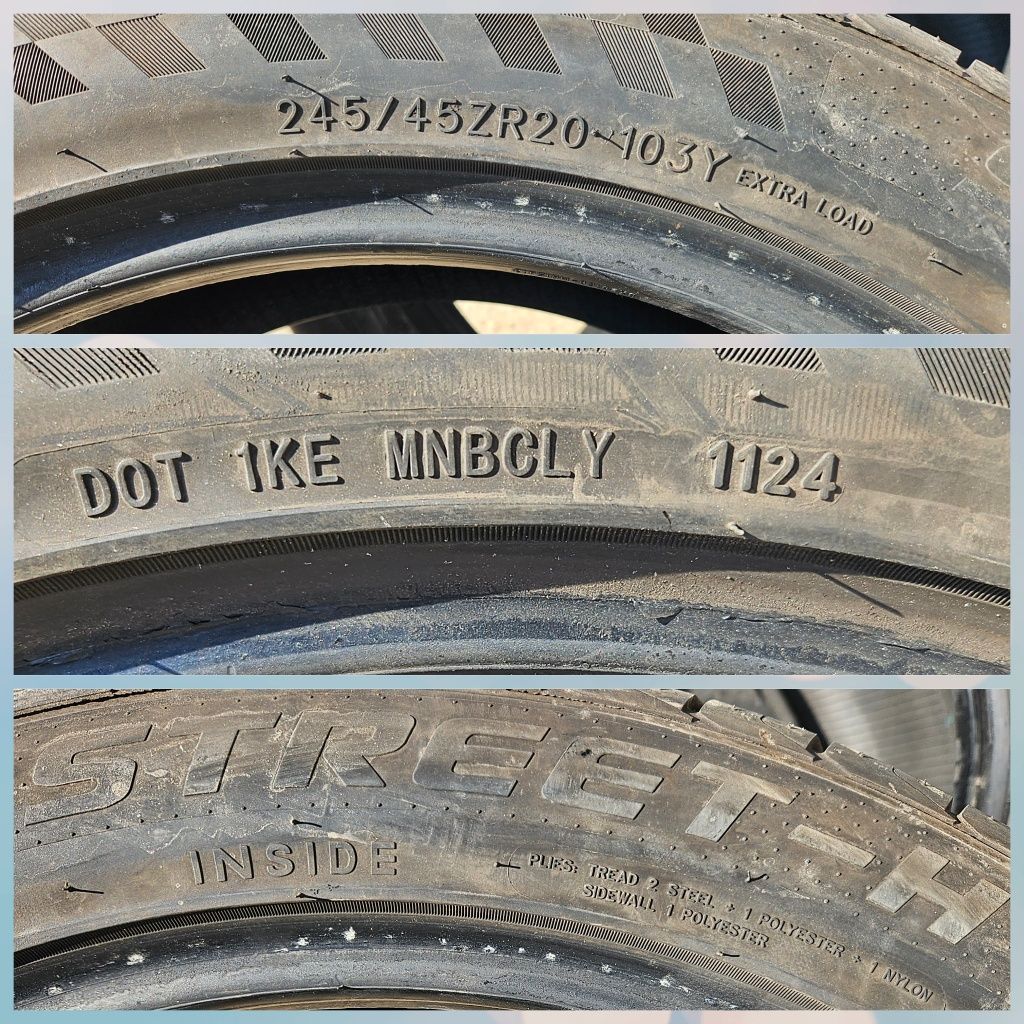 245/45ZR20 103Y EXTRA LOAD
DOT 1KE MNBCLY 1124
STREET-H
INSIDE
PLIES: TREAD 2 STEEL + 1 POLYESTER + 1 NYLON
SIDEWALL 1 POLYESTER